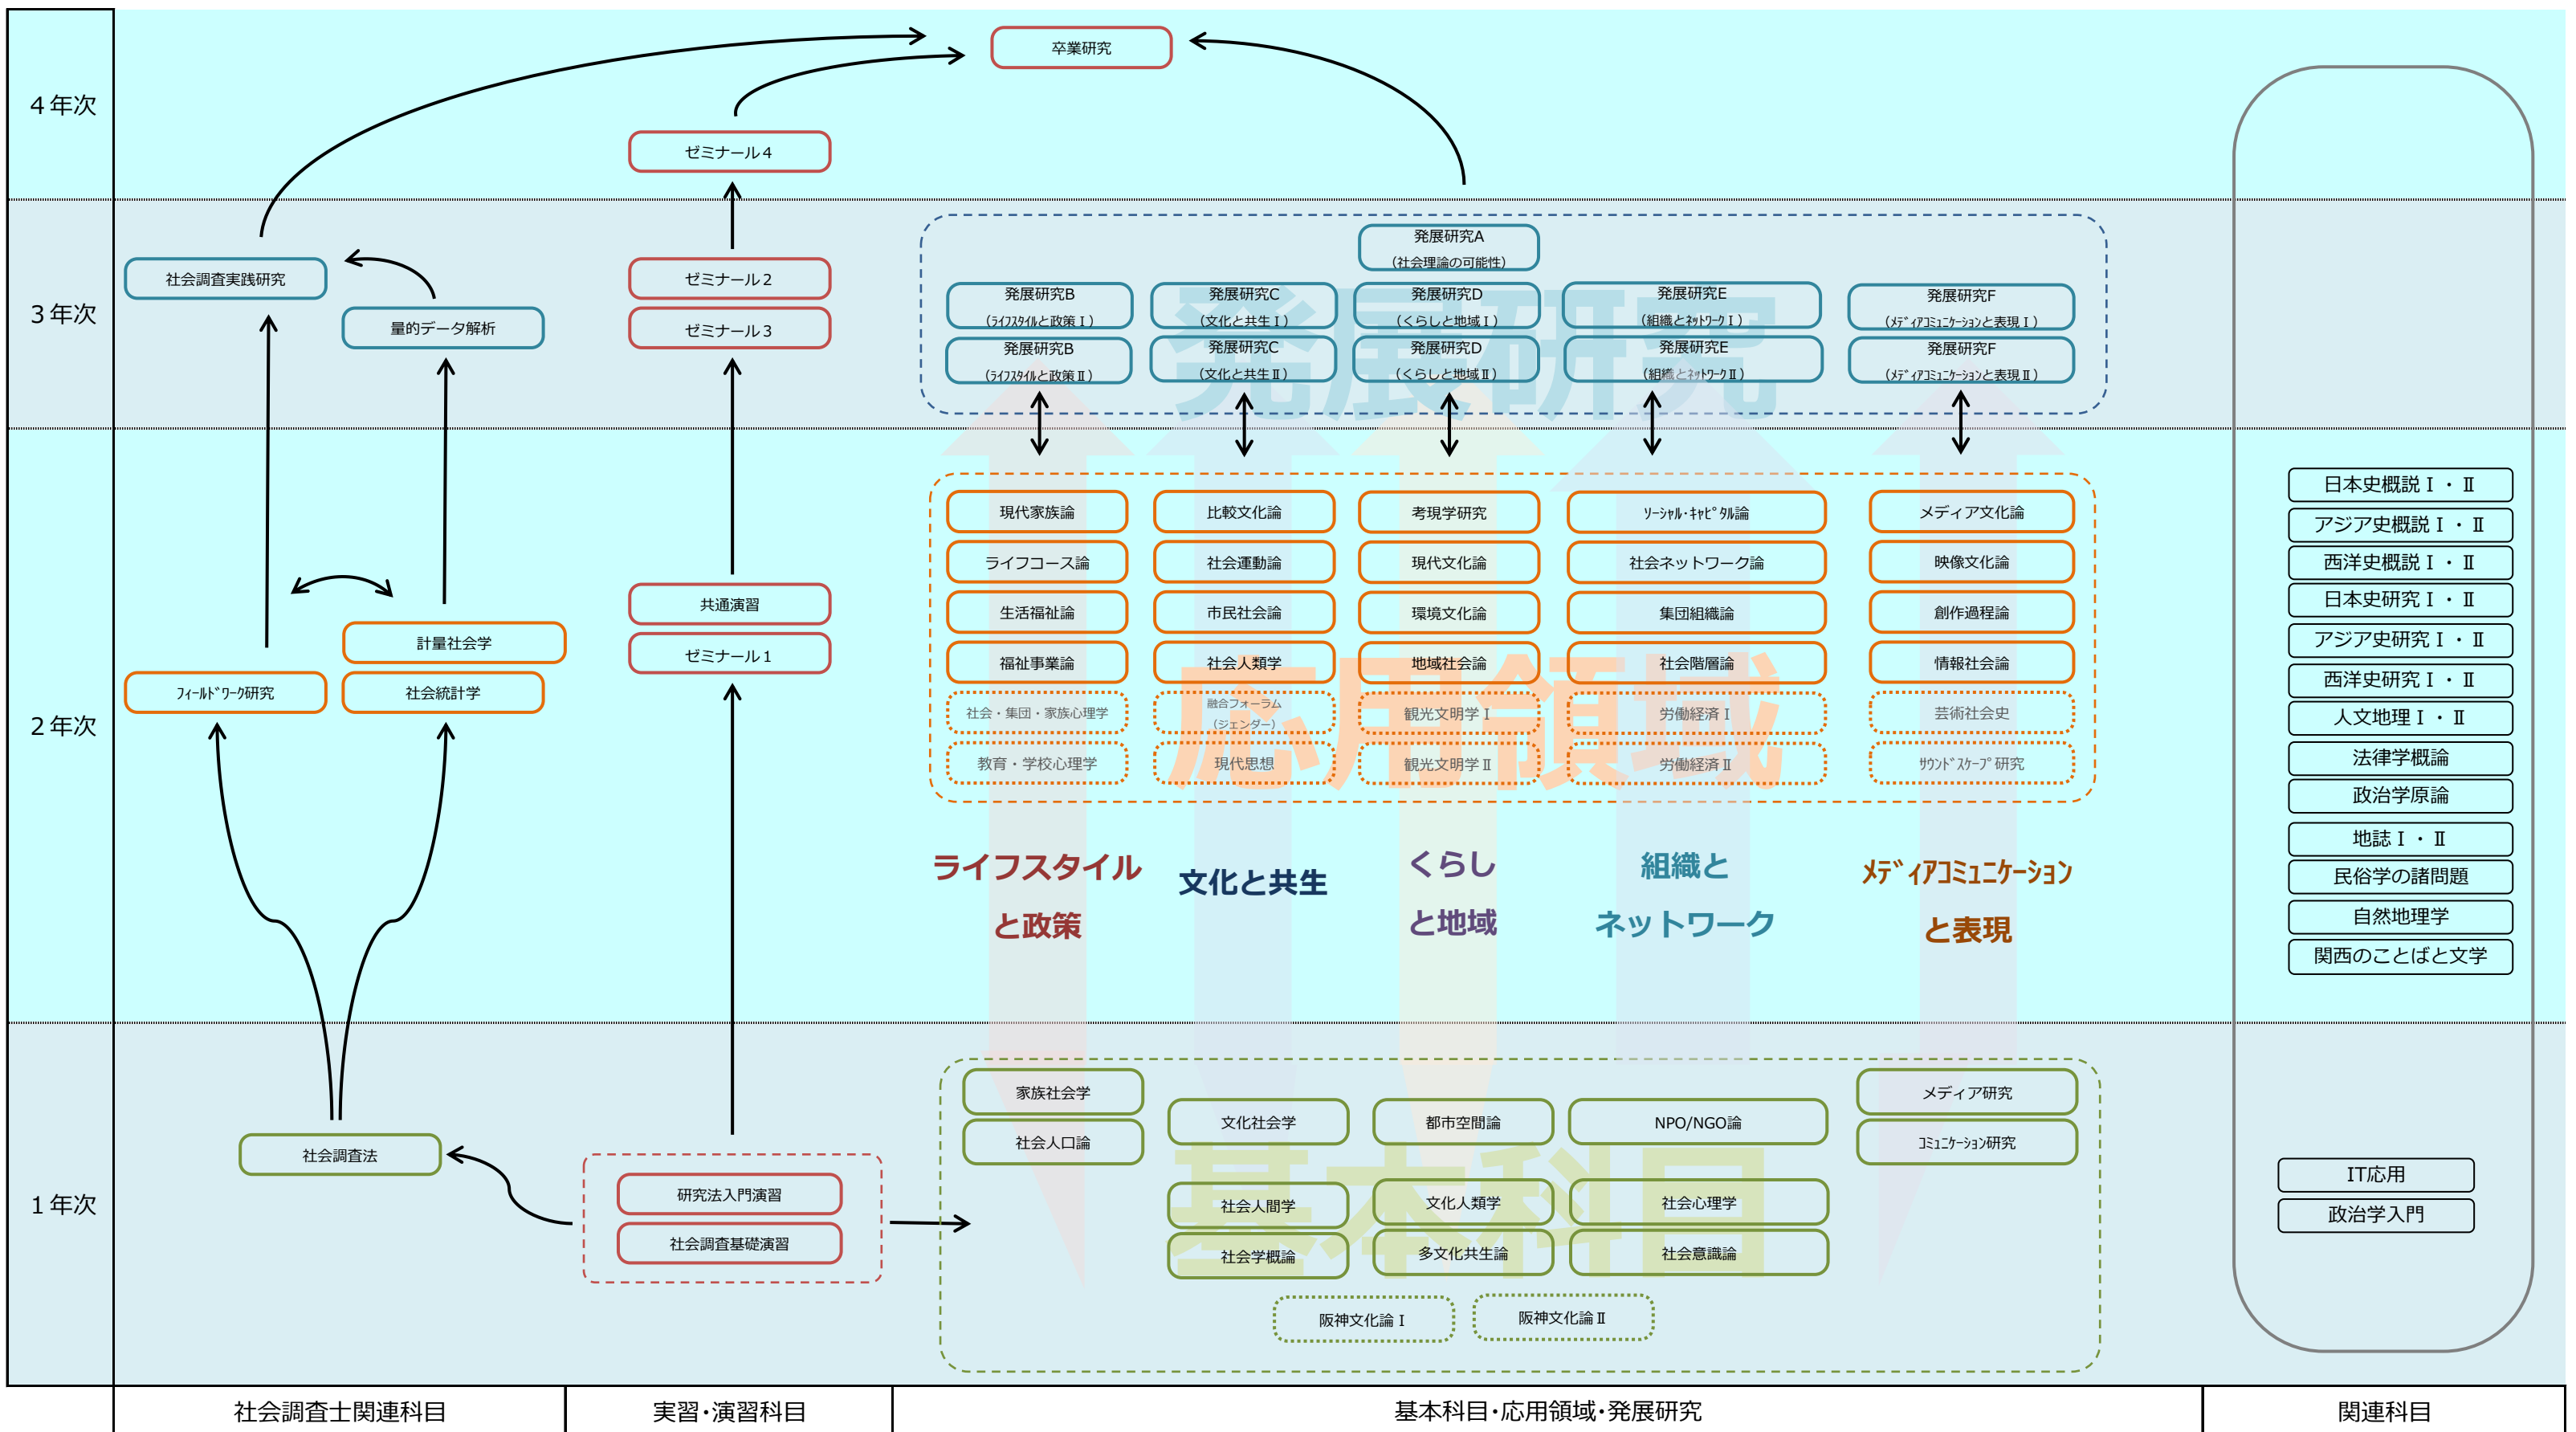 ４年次
卒業研究
ゼミナール４
３年次
社会調査実践研究
量的データ解析
ゼミナール２
ゼミナール３
発展研究
発展研究A
（社会理論の可能性）
発展研究B
（ﾗｲﾌｽﾀｲﾙと政策Ⅰ）
発展研究C
（文化と共生Ⅰ）
発展研究D
（くらしと地域Ⅰ）
発展研究E
（組織とﾈｯﾄﾜｰｸⅠ）
発展研究F
（ﾒﾃﾞｨｱｺﾐｭﾆｹｰｼｮﾝと表現Ⅰ）
発展研究B
（ﾗｲﾌｽﾀｲﾙと政策Ⅱ）
発展研究C
（文化と共生Ⅱ）
発展研究D
（くらしと地域Ⅱ）
発展研究E
（組織とﾈｯﾄﾜｰｸⅡ）
発展研究F
（ﾒﾃﾞｨｱｺﾐｭﾆｹｰｼｮﾝと表現Ⅱ）
２年次
計量社会学
ﾌｨｰﾙﾄﾞﾜｰｸ研究
社会統計学
共通演習
ゼミナール１
応用領域
現代家族論
ライフコース論
生活福祉論
福祉事業論
社会・集団・家族心理学
教育・学校心理学
比較文化論
社会運動論
市民社会論
社会人類学
融合フォーラム
（ジェンダー）
現代思想
考現学研究
現代文化論
環境文化論
地域社会論
観光文明学Ⅰ
観光文明学Ⅱ
ｿｰｼｬﾙ･ｷｬﾋﾟﾀﾙ論
社会ネットワーク論
集団組織論
社会階層論
労働経済Ⅰ
労働経済Ⅱ
メディア文化論
映像文化論
創作過程論
情報社会論
芸術社会史
ｻｳﾝﾄﾞｽｹｰﾌﾟ研究
ライフスタイル
と政策
文化と共生
くらし
と地域
組織と
ネットワーク
ﾒﾃﾞｨｱｺﾐｭﾆｹｰｼｮﾝ
と表現
日本史概説Ⅰ・Ⅱ
アジア史概説Ⅰ・Ⅱ
西洋史概説Ⅰ・Ⅱ
日本史研究Ⅰ・Ⅱ
アジア史研究Ⅰ・Ⅱ
西洋史研究Ⅰ・Ⅱ
人文地理Ⅰ・Ⅱ
法律学概論
政治学原論
地誌Ⅰ・Ⅱ
民俗学の諸問題
自然地理学
関西のことばと文学
１年次
社会調査法
研究法入門演習
社会調査基礎演習
基本科目
家族社会学
社会人口論
文化社会学
社会人間学
社会学概論
都市空間論
文化人類学
多文化共生論
NPO/NGO論
社会心理学
社会意識論
メディア研究
ｺﾐｭﾆｹｰｼｮﾝ研究
阪神文化論Ⅰ
阪神文化論Ⅱ
IT応用
政治学入門
社会調査士関連科目
実習･演習科目
基本科目･応用領域･発展研究
関連科目